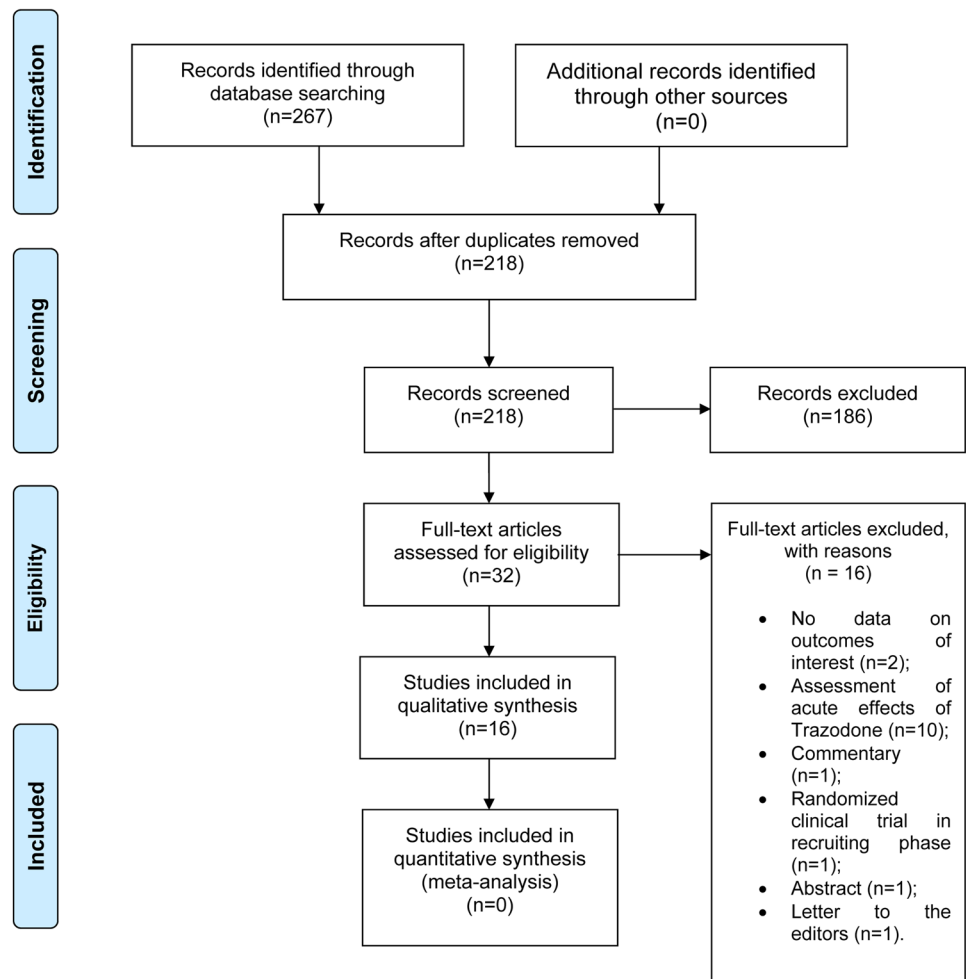 Identification
Records identified through
database searching
(n=267)
Additional records identified
through other sources
(n=0)
Records after duplicates removed
(n=218)
Screening
Records screened
(n=218)
Records excluded
(n=186)
Eligibility
Full-text articles
assessed for eligibility
(n=32)
Full-text articles excluded,
with reasons
(n = 16)
• No data on
outcomes of
interest (n=2);
• Assessment of
acute effects of
Trazodone (n=10);
• Commentary
(n=1);
• Randomized
clinical trial in
recruiting phase
(n=1);
• Abstract (n=1);
• Letter to the
editors (n=1).
Studies included in
qualitative synthesis
(n=16)
Included
Studies included in
quantitative synthesis
(meta-analysis)
(n=0)